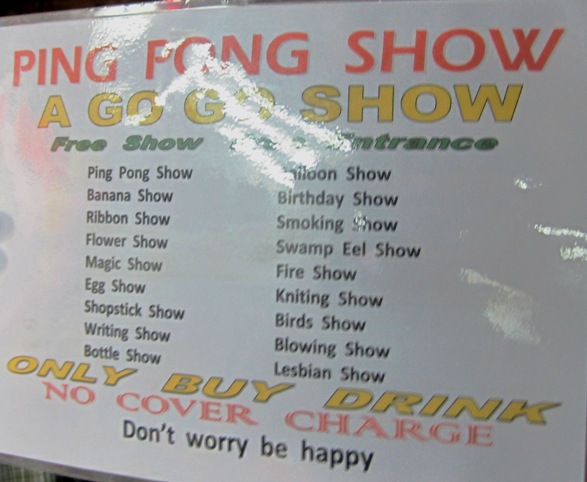 PING PONG SHOW
A GO GO SHOW
Free Show Entrance
Ping Pong Show
Banana Show
Ribbon Show
Flower Show
Magic Show
Egg Show
Shopstick Show
Writing Show
Bottle Show
Balloon Show
Birthday Show
Smoking Show
Swamp Eel Show
Fire Show
Kniting Show
Birds Show
Blowing Show
Lesbian Show
ONLY BUY DRINK
NO COVER CHARGE
Don't worry be happy